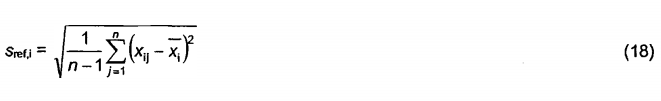 s_ref,i = √(1/(n−1) ∑_{j=1}^{n} (x_ij − x̅_i)²) (18)